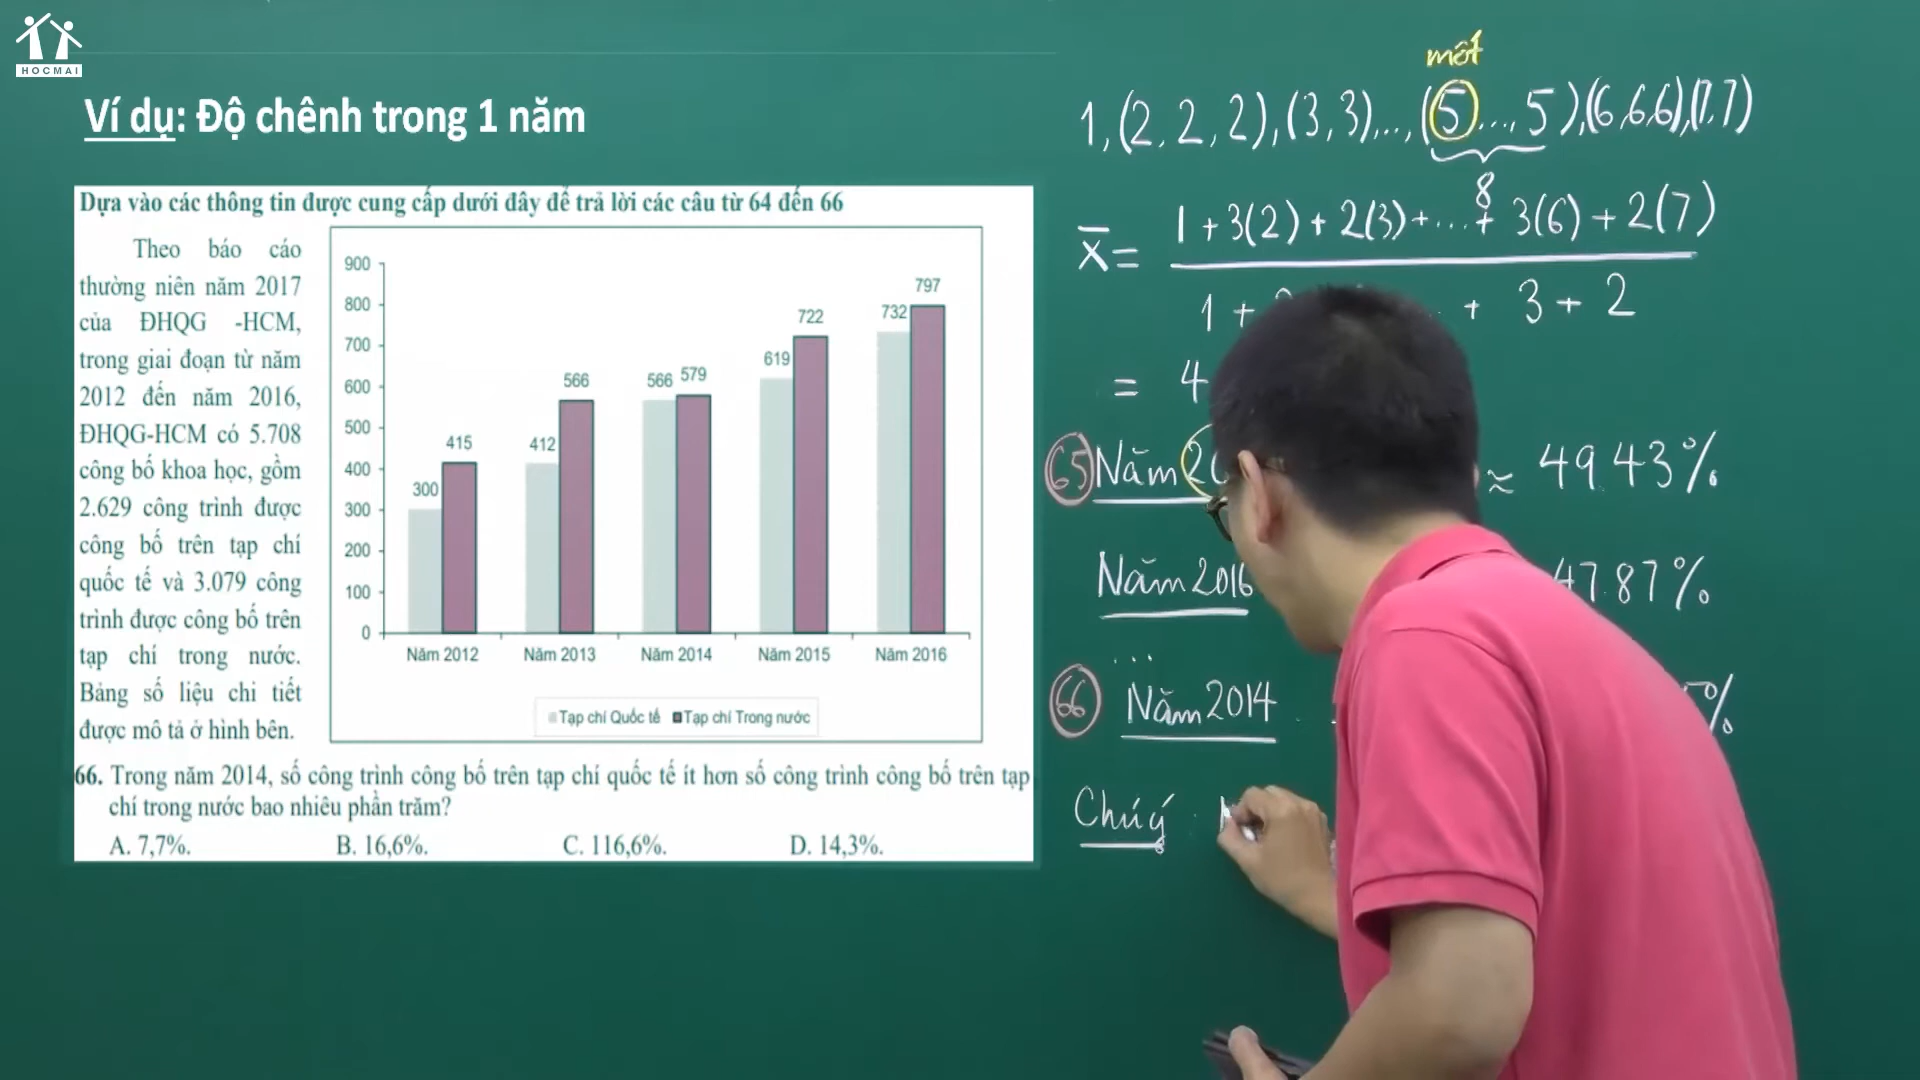 HOCMAI
Ví dụ: Độ chênh trong 1 năm
Dựa vào các thông tin được cung cấp dưới đây để trả lời các câu từ 64 đến 66
Theo báo cáo
thường niên năm 2017
của ĐHQG -HCM,
trong giai đoạn từ năm
2012 đến năm 2016,
ĐHQG-HCM có 5.708
công bố khoa học, gồm
2.629 công trình được
công bố trên tạp chí
quốc tế và 3.079 công
trình được công bố trên
tạp chí trong nước.
Bảng số liệu chi tiết
được mô tả ở hình bên.
900
800
700
600
500
400
300
200
100
0
300 415
412 566
566 579
619 722
732 797
Năm 2012 Năm 2013 Năm 2014 Năm 2015 Năm 2016
Tạp chí Quốc tế Tạp chí Trong nước
66. Trong năm 2014, số công trình công bố trên tạp chí quốc tế ít hơn số công trình công bố trên tạp
chí trong nước bao nhiêu phần trăm?
A. 7,7%. B. 16,6%. C. 116,6%. D. 14,3%.
mốt
1, (2, 2, 2), (3, 3), ..., (5 ..., 5), (6,6,6), (7,7)
8
x̄ = 1 + 3(2) + 2(3) + ... + 3(6) + 2(7)
1 + + 3 + 2
= 4
65 Năm ≈ 49.43%
Năm 2016 47.87%
66 Năm 2014 %
Chú ý